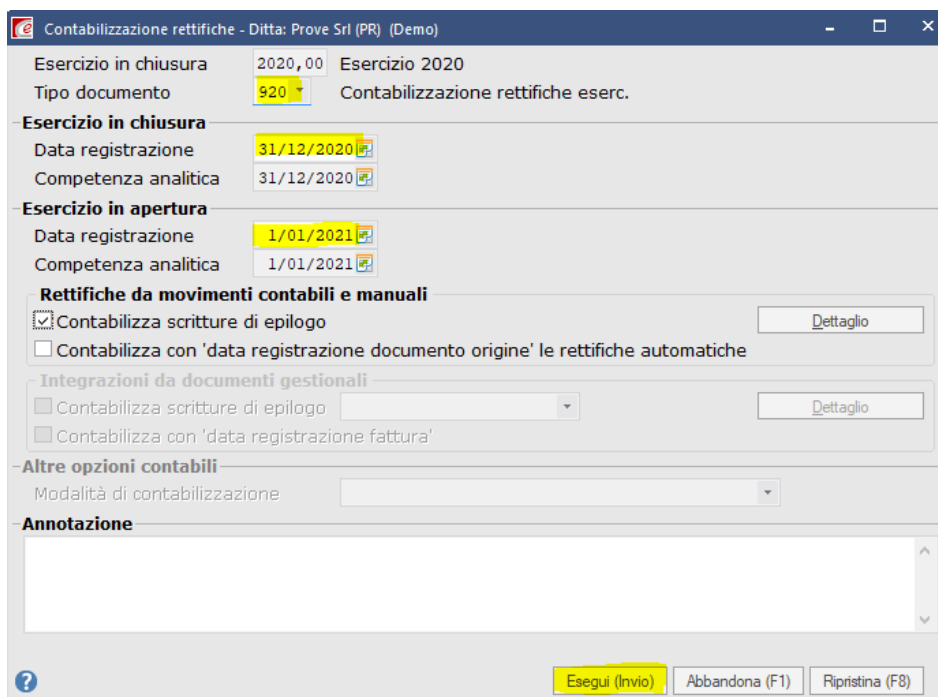 Contabilizzazione rettifiche - Ditta: Prove Srl (PR) (Demo)
Esercizio in chiusura 2020,00 Esercizio 2020
Tipo documento 920 Contabilizzazione rettifiche eserc.
Esercizio in chiusura
Data registrazione 31/12/2020
Competenza analitica 31/12/2020
Esercizio in apertura
Data registrazione 1/01/2021
Competenza analitica 1/01/2021
Rettifiche da movimenti contabili e manuali
Contabilizza scritture di epilogo Dettaglio
Contabilizza con 'data registrazione documento origine' le rettifiche automatiche
Integrazioni da documenti gestionali
Contabilizza scritture di epilogo Dettaglio
Contabilizza con 'data registrazione fattura'
Altre opzioni contabili
Modalità di contabilizzazione
Annotazione
Esegui (Invio) Abbandona (F1) Ripristina (F8)